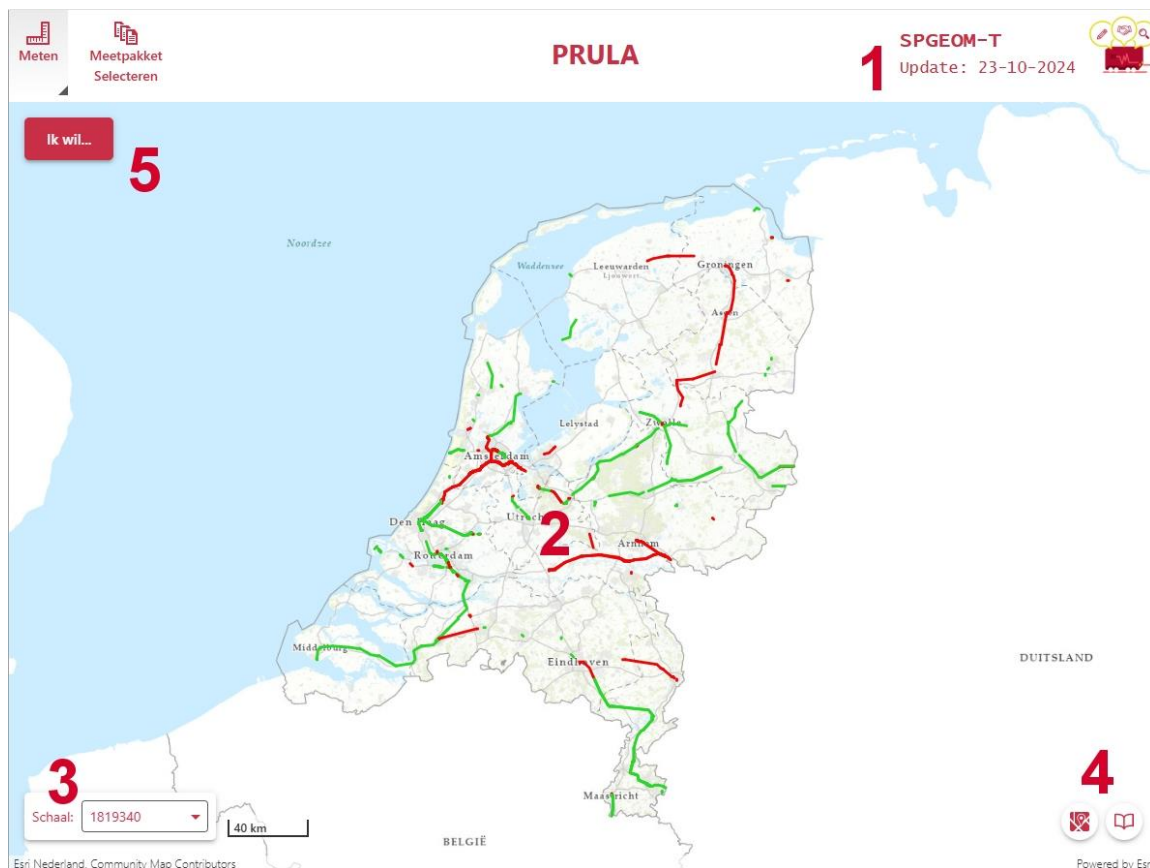 Meten
Meetpakket
Selecteren
PRULA
1
SPGEOM-T
Update: 23-10-2024
Ik wil...
5
Noordzee
Waddenzee
Leeuwarden
Ljouwert
Groningen
Assen
Lelystad
Zwolle
Amsterdam
Den Haag
Utrecht
2
Arnhem
Rotterdam
Middelburg
Eindhoven
DUITSLAND
3
4
Maastricht
Schaal: 1819340
40 km
BELGIË
Esri Nederland, Community Map Contributors
Powered by Esri